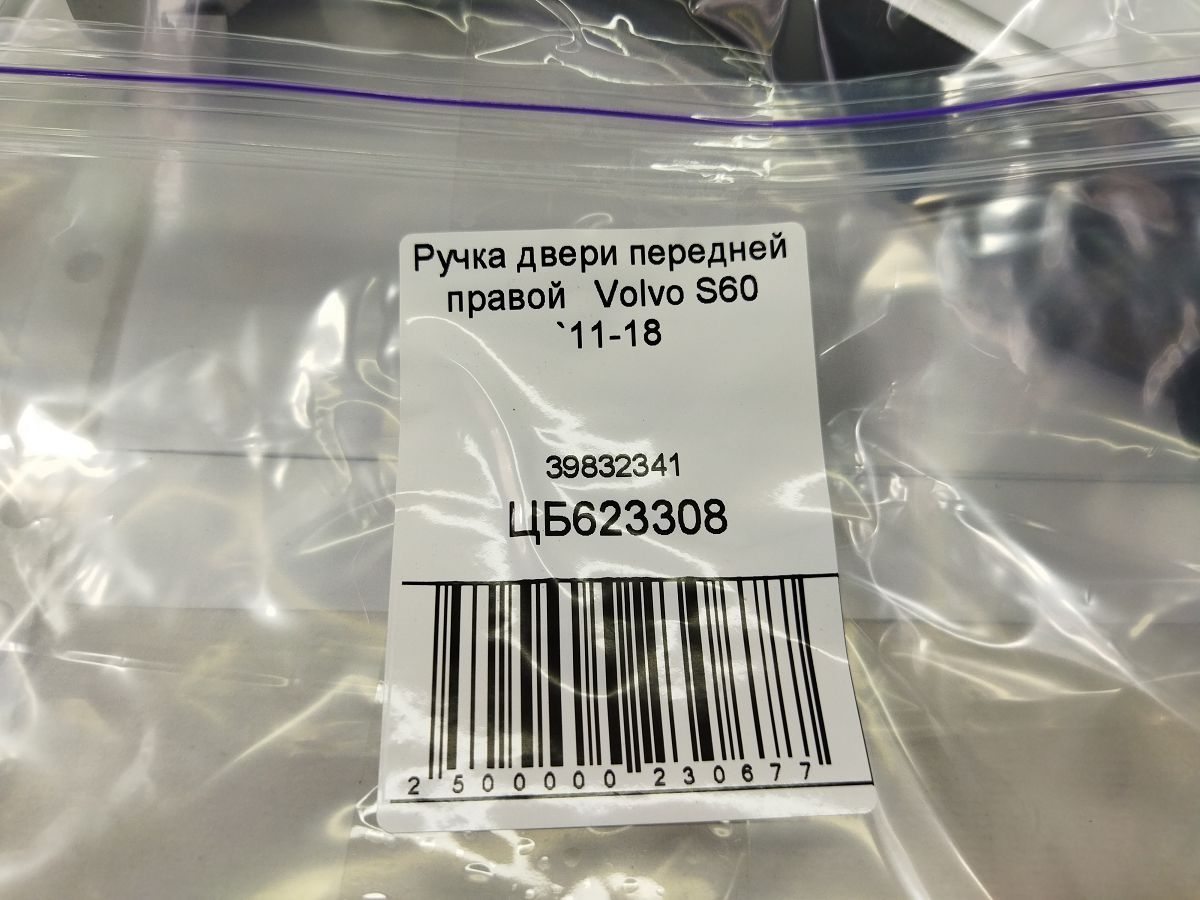 Ручка двери передней
правой Volvo S60
`11-18
39832341
ЦБ623308
2 500000 230677